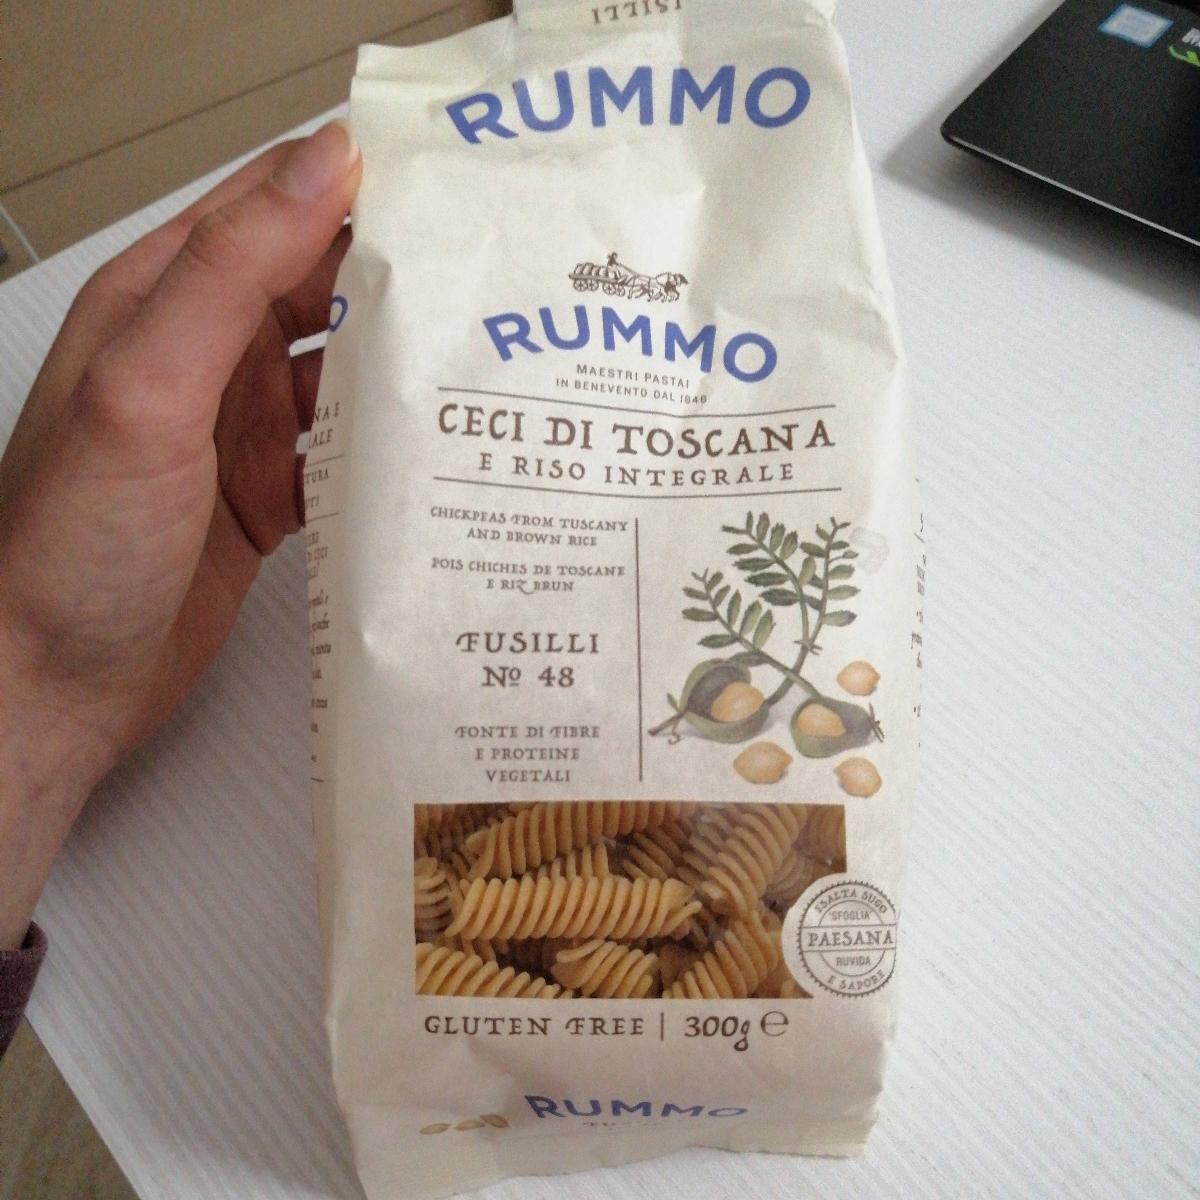 FUSILLI
RUMMO
RUMMO
MAESTRI PASTAI
IN BENEVENTO DAL 1846
CECI DI TOSCANA
E RISO INTEGRALE
CHICKPEAS FROM TUSCANY
AND BROWN RICE
POIS CHICHES DE TOSCANE
E RIZ BRUN
FUSILLI
Nº 48
FONTE DI FIBRE
E PROTEINE
VEGETALI
ESALTA SUGO
"SFOGLIA"
PAESANA
RUVIDA
E SAPORE
GLUTEN FREE | 300g ℮
RUMMO